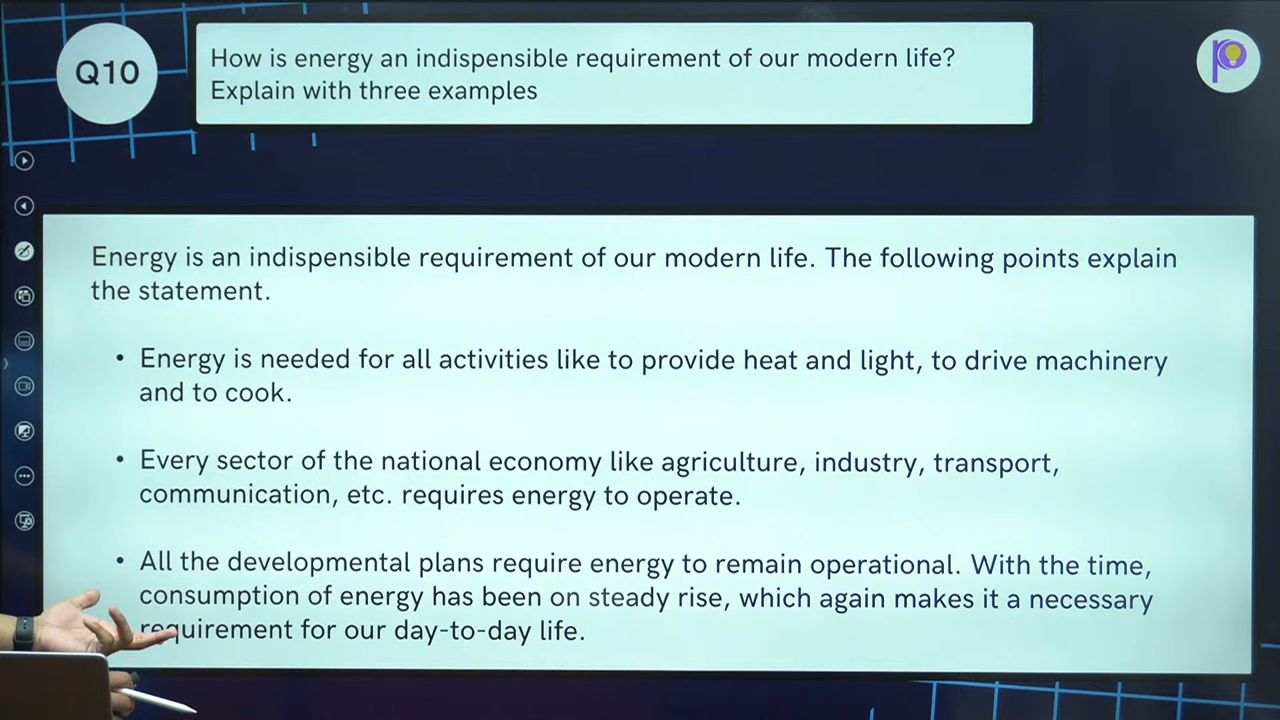 Q10
How is energy an indispensible requirement of our modern life?
Explain with three examples
Energy is an indispensible requirement of our modern life. The following points explain
the statement.
• Energy is needed for all activities like to provide heat and light, to drive machinery
and to cook.
• Every sector of the national economy like agriculture, industry, transport,
communication, etc. requires energy to operate.
• All the developmental plans require energy to remain operational. With the time,
consumption of energy has been on steady rise, which again makes it a necessary
requirement for our day-to-day life.